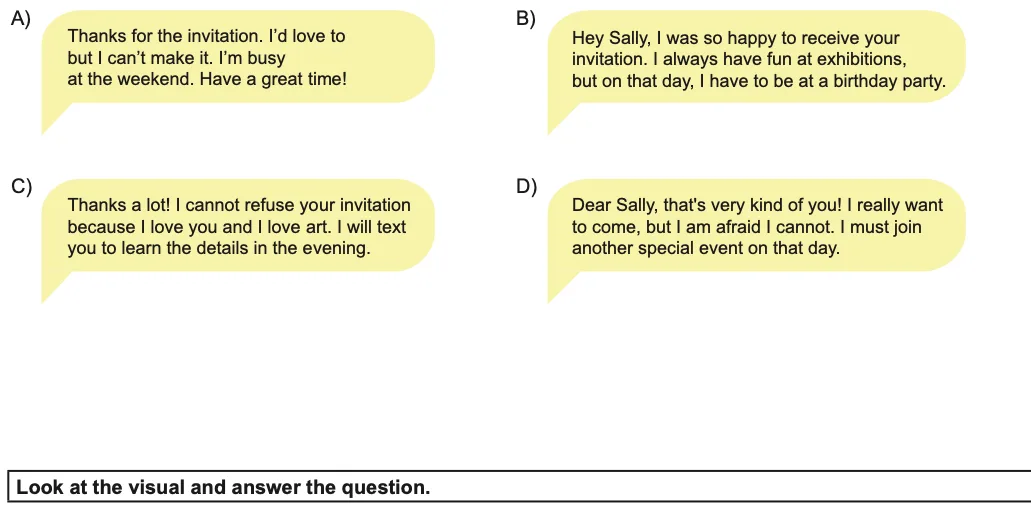 A)
Thanks for the invitation. I'd love to
but I can't make it. I'm busy
at the weekend. Have a great time!
B)
Hey Sally, I was so happy to receive your
invitation. I always have fun at exhibitions,
but on that day, I have to be at a birthday party.
C)
Thanks a lot! I cannot refuse your invitation
because I love you and I love art. I will text
you to learn the details in the evening.
D)
Dear Sally, that's very kind of you! I really want
to come, but I am afraid I cannot. I must join
another special event on that day.
Look at the visual and answer the question.